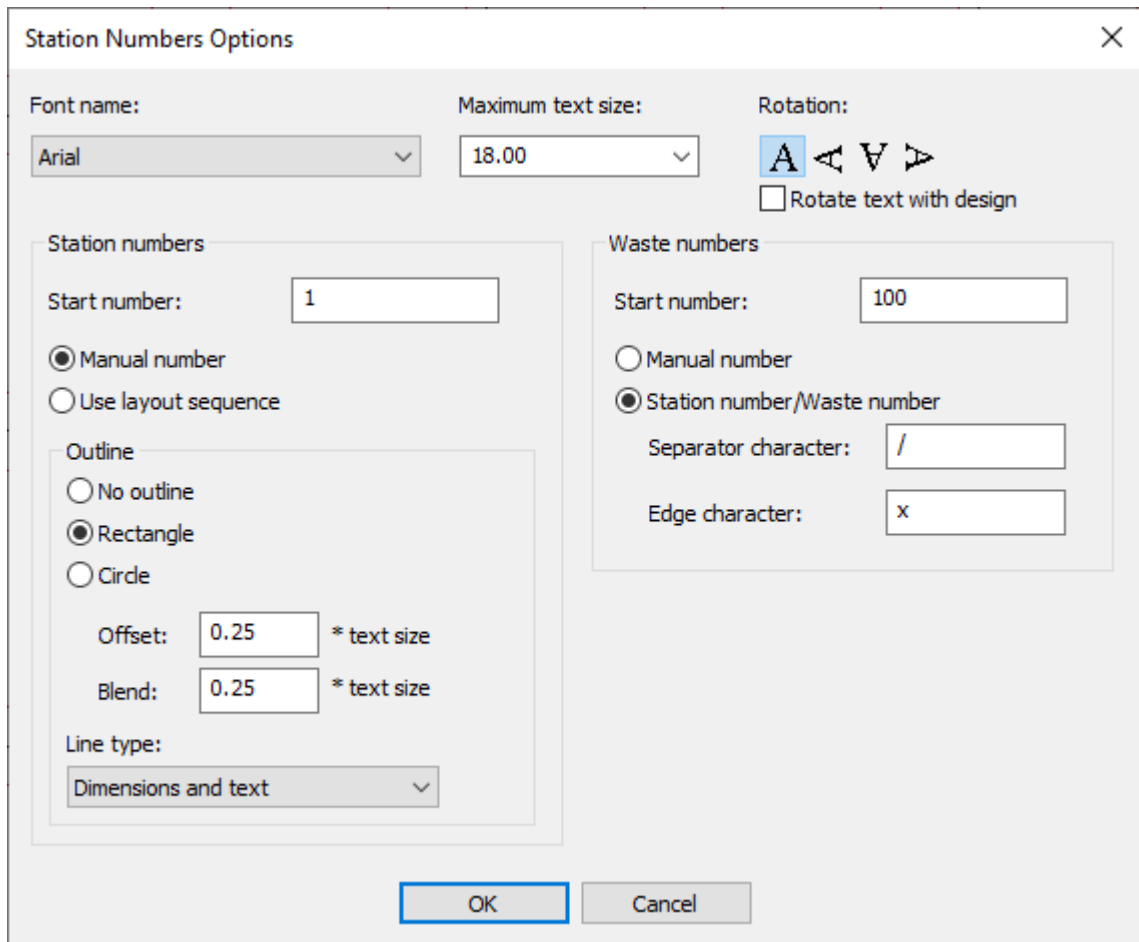 Station Numbers Options
Font name:
Maximum text size:
Rotation:
Arial
18.00
A A A A
Rotate text with design
Station numbers
Start number:
1
Manual number
Use layout sequence
Outline
No outline
Rectangle
Circle
Offset:
0.25
* text size
Blend:
0.25
* text size
Line type:
Dimensions and text
Waste numbers
Start number:
100
Manual number
Station number/Waste number
Separator character:
/
Edge character:
x
OK
Cancel